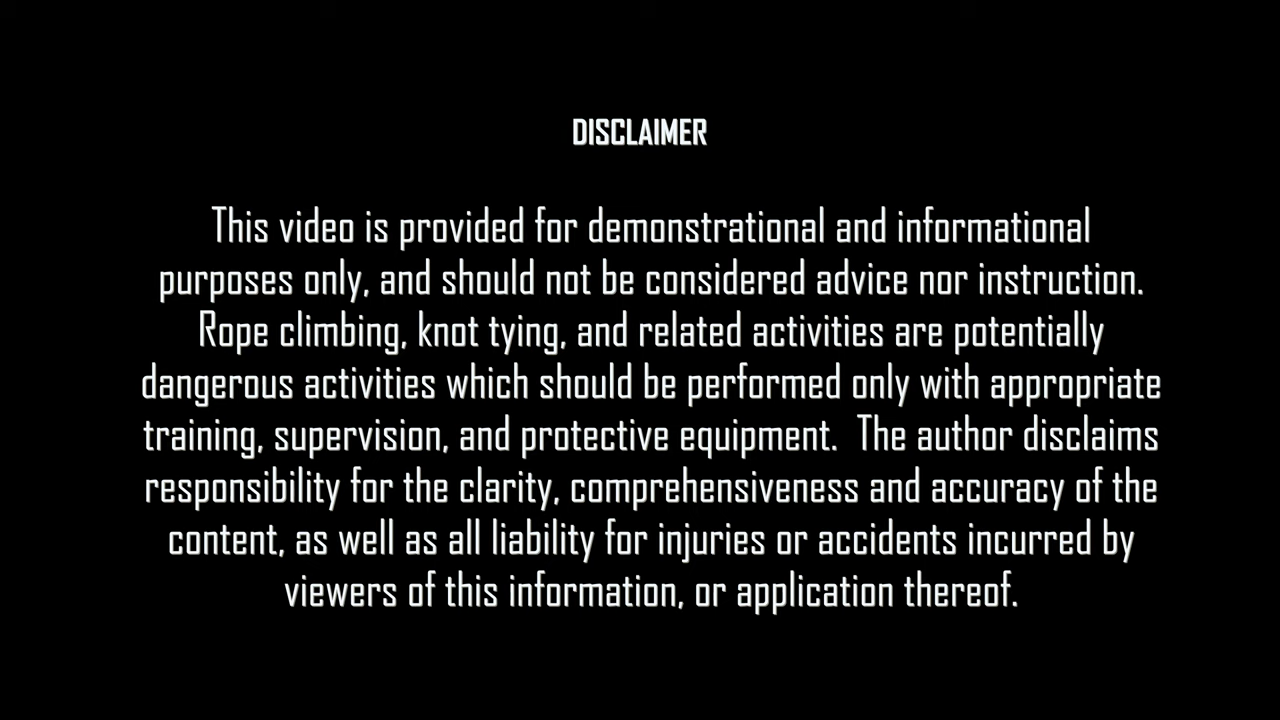 DISCLAIMER
This video is provided for demonstrational and informational
purposes only, and should not be considered advice nor instruction.
Rope climbing, knot tying, and related activities are potentially
dangerous activities which should be performed only with appropriate
training, supervision, and protective equipment.  The author disclaims
responsibility for the clarity, comprehensiveness and accuracy of the
content, as well as all liability for injuries or accidents incurred by
viewers of this information, or application thereof.